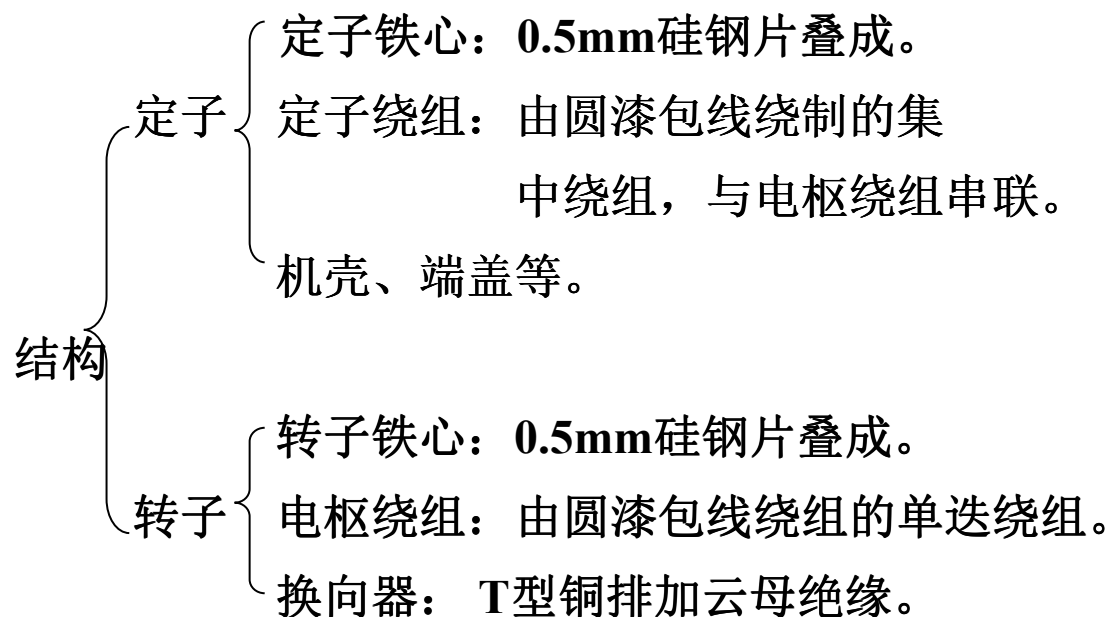 定子铁心：0.5mm硅钢片叠成。
定子
定子绕组：由圆漆包线绕制的集
中绕组，与电枢绕组串联。
机壳、端盖等。
结构
转子铁心：0.5mm硅钢片叠成。
转子
电枢绕组：由圆漆包线绕组的单迭绕组。
换向器： T型铜排加云母绝缘。